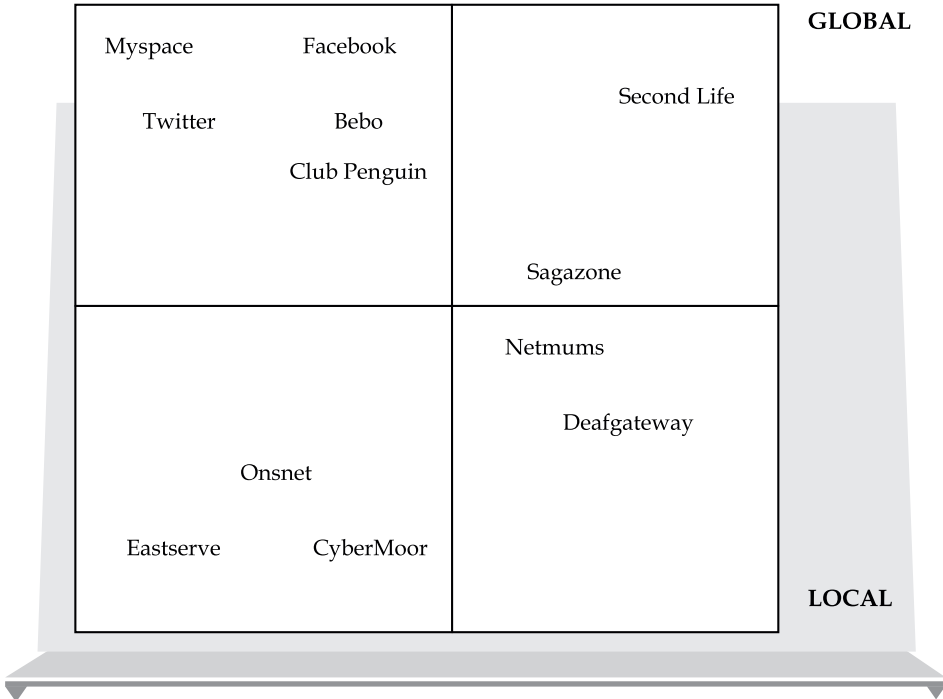 GLOBAL
Myspace
Facebook
Second Life
Twitter
Bebo
Club Penguin
Sagazone
Netmums
Deafgateway
Onsnet
Eastserve
CyberMoor
LOCAL